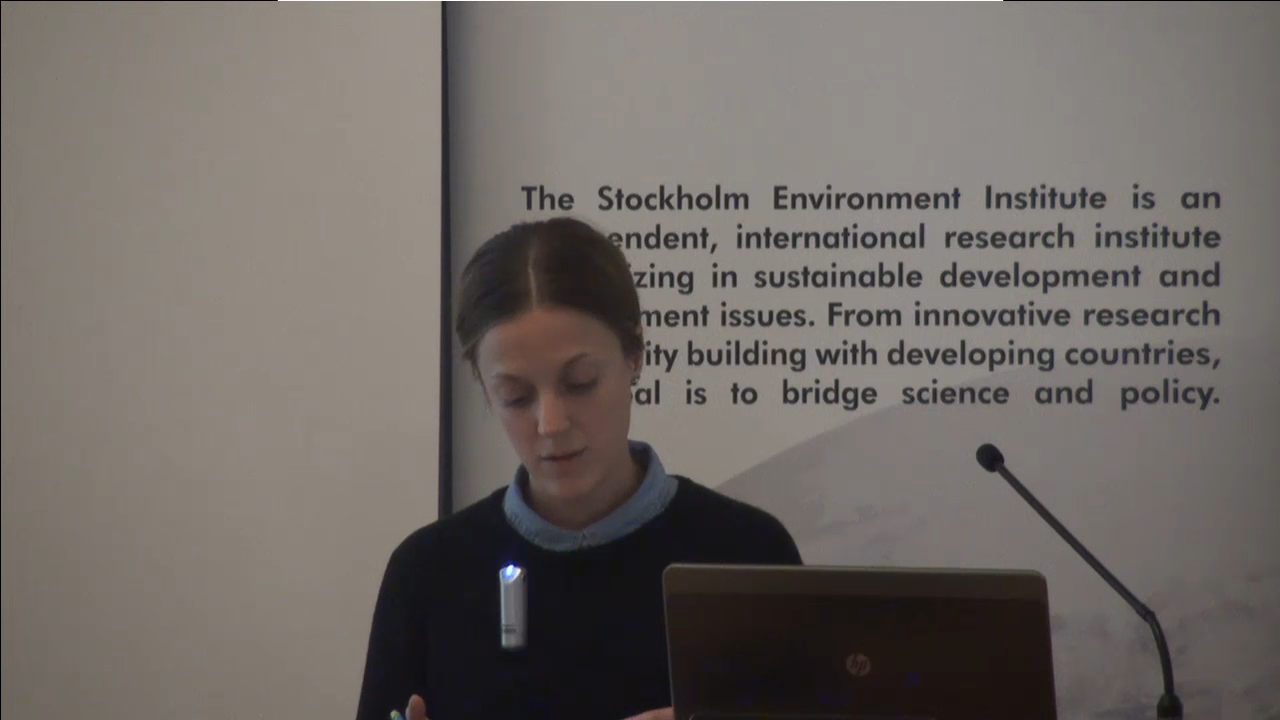 The Stockholm Environment Institute is an
endent, international research institute
zing in sustainable development and
ment issues. From innovative research
ity building with developing countries,
al is to bridge science and policy.
hp